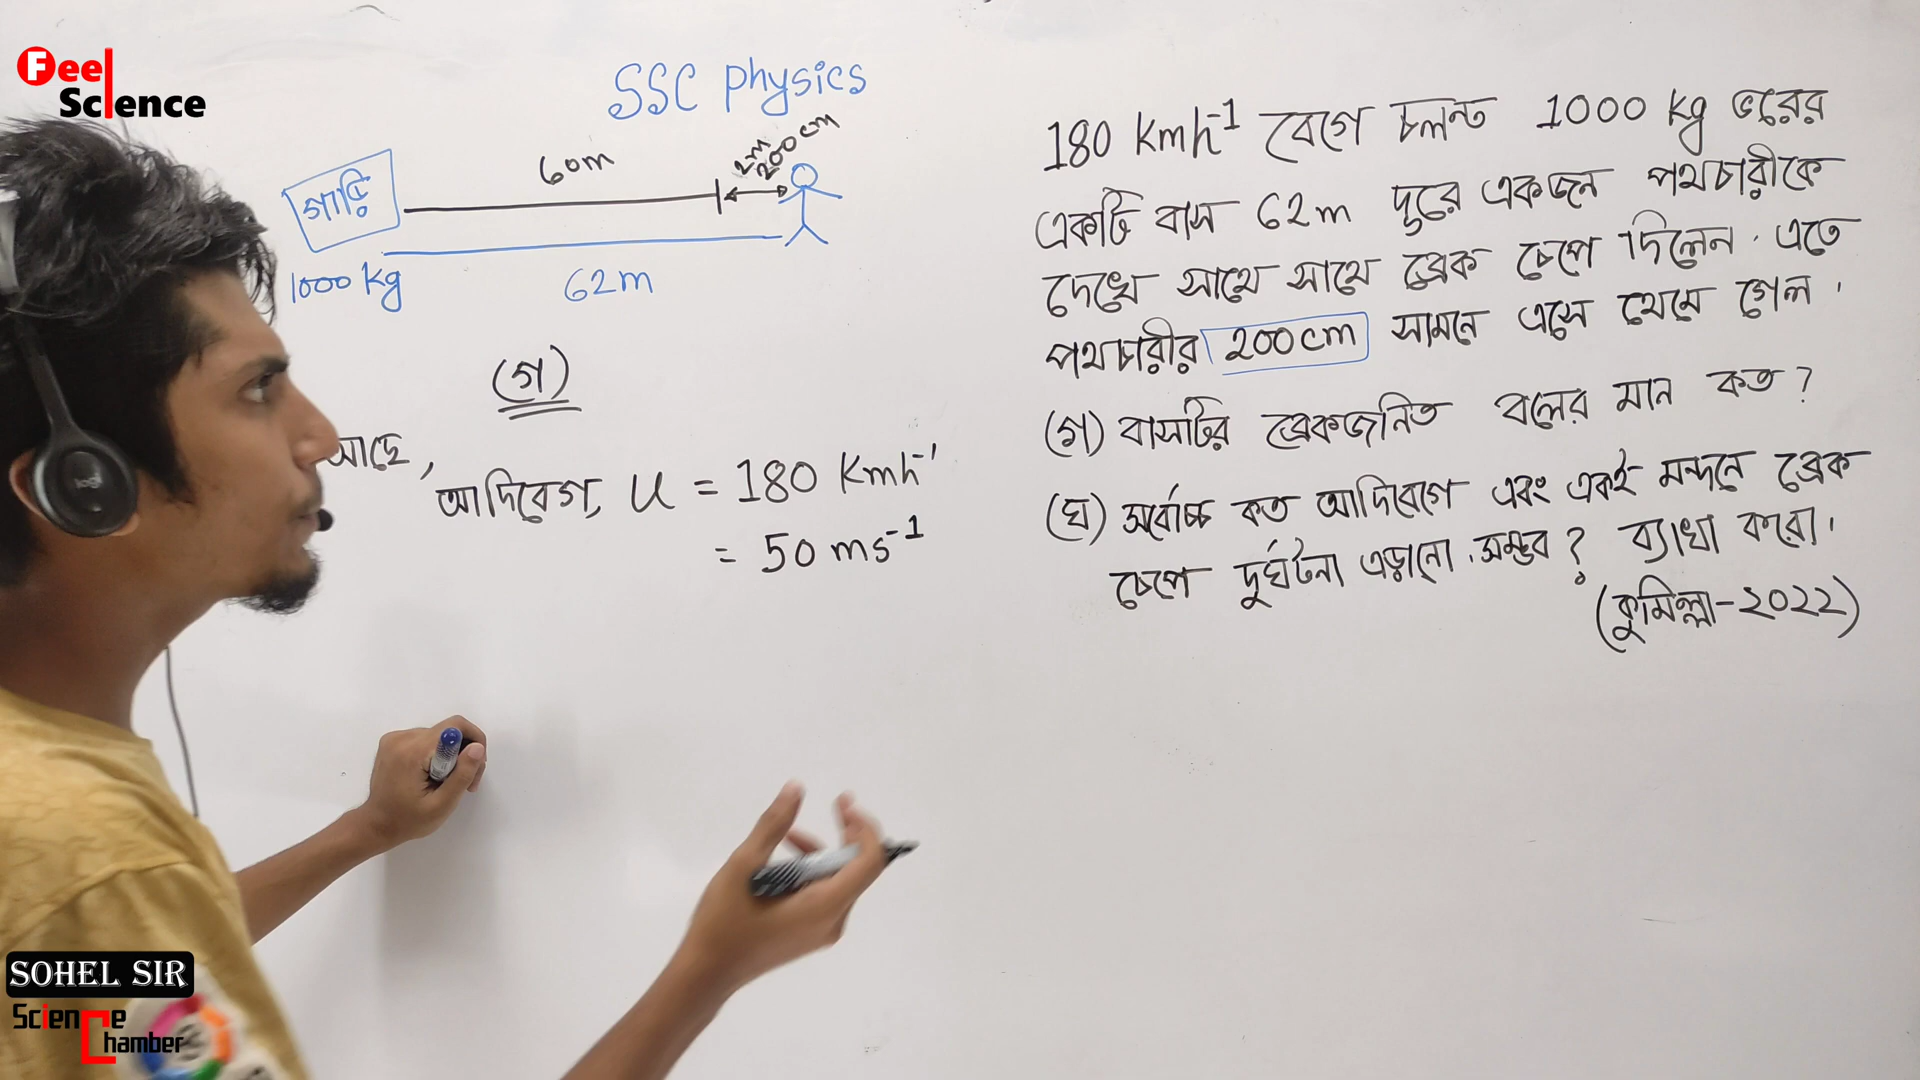 Feel
Science
SSC Physics
গাড়ি
60m
2m
200cm
1000 kg
62m
(গ)
আছে,
আদিবেগ, u = 180 Kmh⁻¹
= 50 ms⁻¹
180 Kmh⁻¹ বেগে চলন্ত 1000 kg ভরের
একটি বাস 62m দূরে একজন পথচারীকে
দেখে সাথে সাথে ব্রেক চেপে দিলেন। এতে
পথচারীর 200cm সামনে এসে থেমে গেল।
(গ) বাসটির ব্রেকজনিত বলের মান কত?
(ঘ) সর্বোচ্চ কত আদিবেগে এবং একই মন্দনে ব্রেক
চেপে দুর্ঘটনা এড়ানো সম্ভব? ব্যাখা করো।
(কুমিল্লা-২০২২)
logi
SOHEL SIR
Science
Chamber